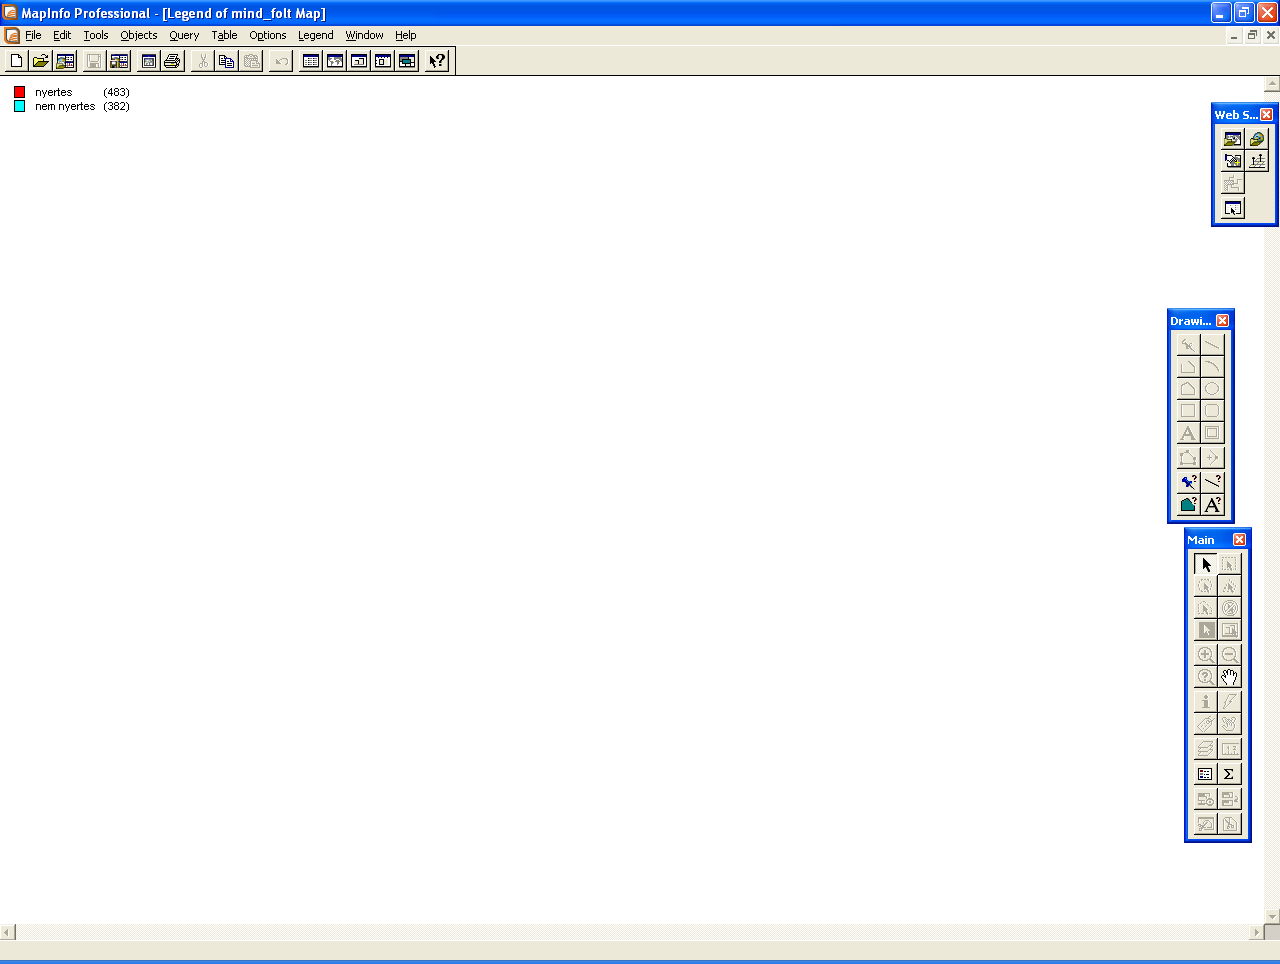 MapInfo Professional - [Legend of mind_folt Map]
File Edit Tools Objects Query Table Options Legend Window Help
nyertes (483)
nem nyertes (382)
Web S...
Drawi...
Main